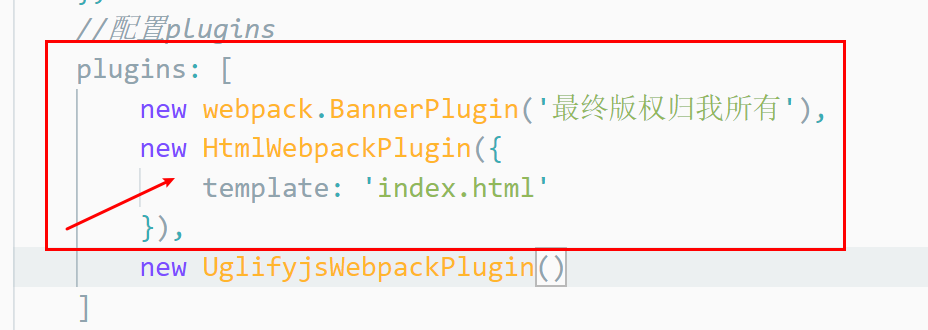 //配置plugins
plugins: [
new webpack.BannerPlugin('最终版权归我所有'),
new HtmlWebpackPlugin({
template: 'index.html'
}),
new UglifyjsWebpackPlugin()
]